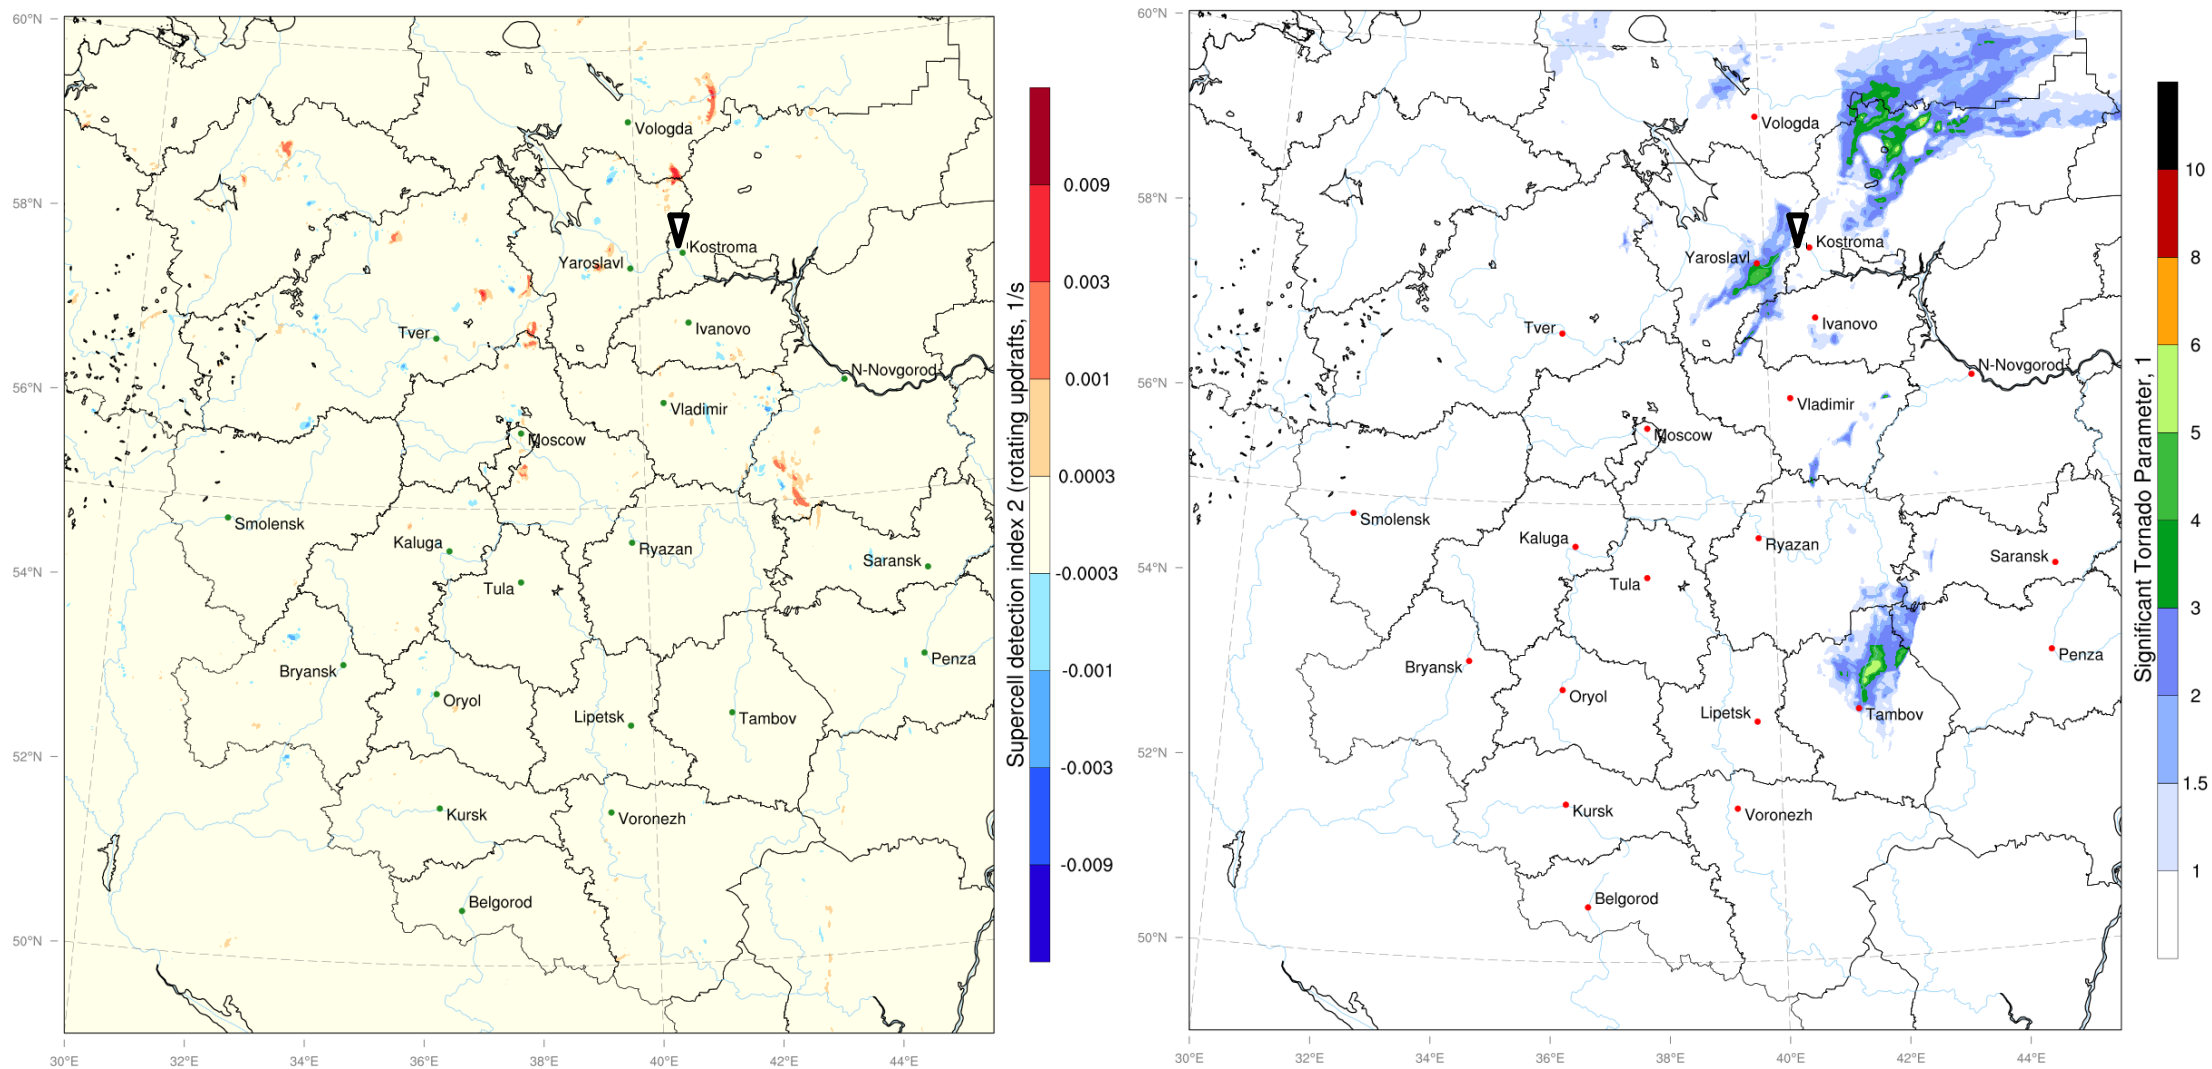 60°N
58°N
56°N
54°N
52°N
50°N
30°E
32°E
34°E
36°E
38°E
40°E
42°E
44°E
Vologda
Kostroma
Yaroslavl
Ivanovo
Tver
N-Novgorod
Vladimir
Moscow
Smolensk
Kaluga
Ryazan
Saransk
Tula
Penza
Bryansk
Oryol
Lipetsk
Tambov
Kursk
Voronezh
Belgorod
Supercell detection index 2 (rotating updrafts, 1/s
0.009
0.003
0.001
0.0003
-0.0003
-0.001
-0.003
-0.009
60°N
58°N
56°N
54°N
52°N
50°N
30°E
32°E
34°E
36°E
38°E
40°E
42°E
44°E
Vologda
Kostroma
Yaroslavl
Ivanovo
Tver
N-Novgorod
Vladimir
Moscow
Smolensk
Kaluga
Ryazan
Saransk
Tula
Penza
Bryansk
Oryol
Lipetsk
Tambov
Kursk
Voronezh
Belgorod
Significant Tornado Parameter, 1
10
8
6
5
4
3
2
1.5
1